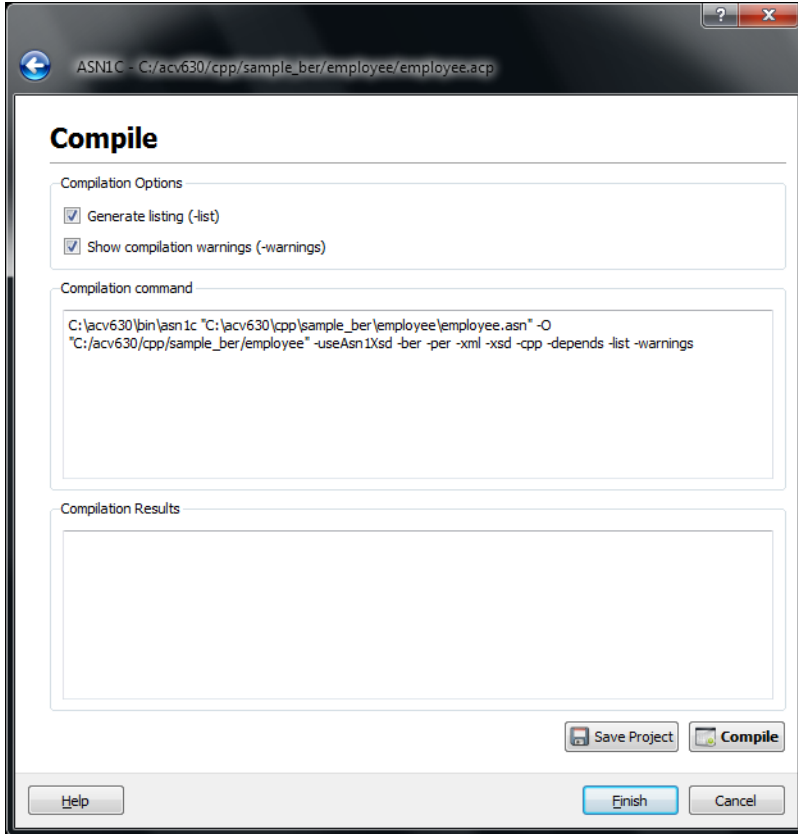 ASN1C - C:/acv630/cpp/sample_ber/employee/employee.acp
Compile
Compilation Options
Generate listing (-list)
Show compilation warnings (-warnings)
Compilation command
C:\acv630\bin\asn1c "C:\acv630\cpp\sample_ber\employee\employee.asn" -O
"C:/acv630/cpp/sample_ber/employee" -useAsn1Xsd -ber -per -xml -xsd -cpp -depends -list -warnings
Compilation Results
Save Project
Compile
Help
Finish
Cancel